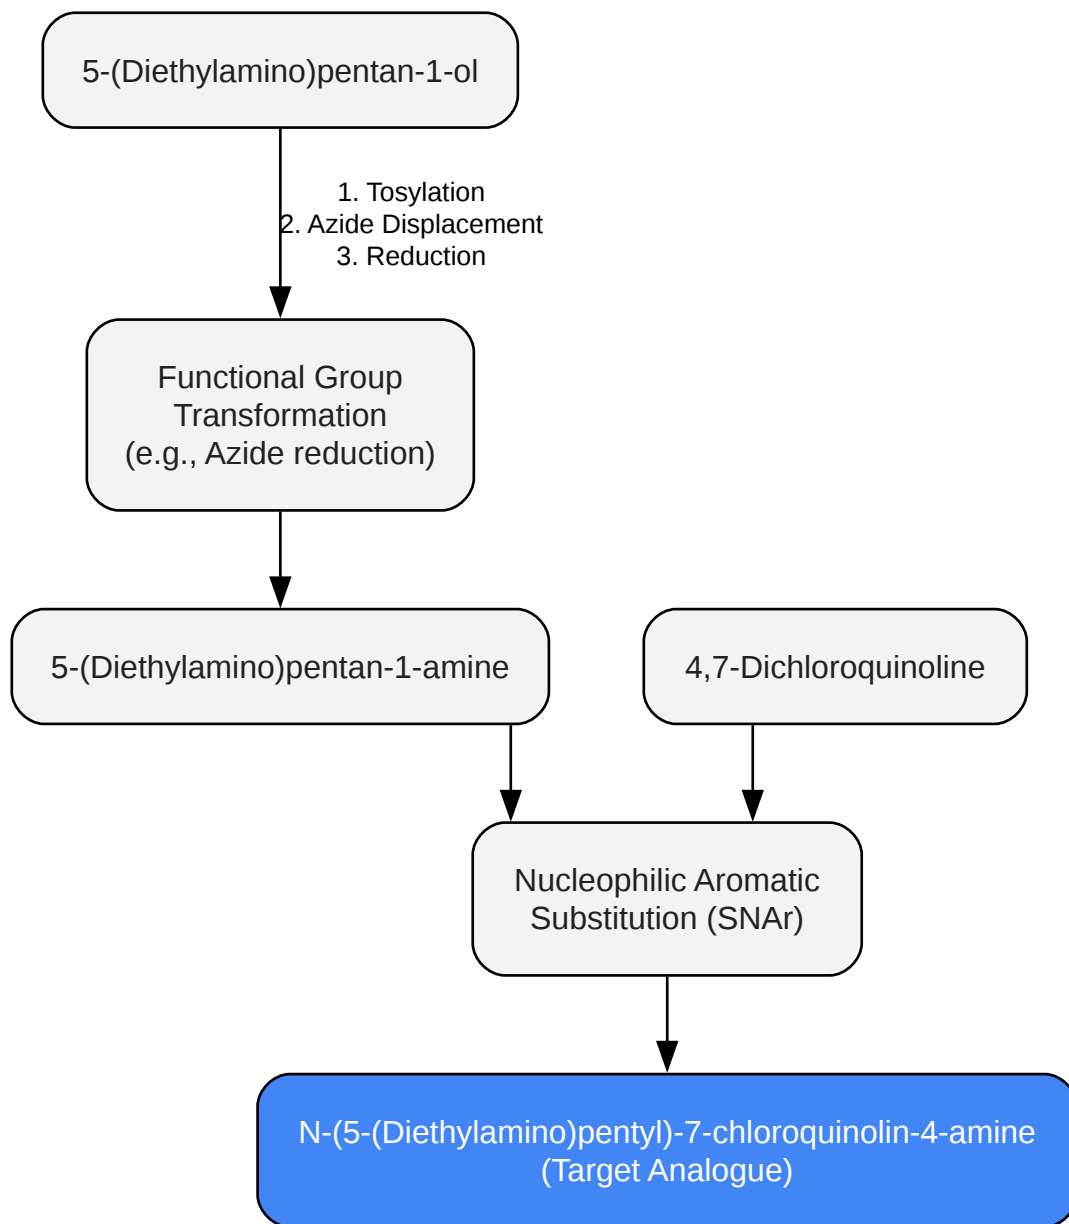 5-(Diethylamino)pentan-1-ol
1. Tosylation
2. Azide Displacement
3. Reduction
Functional Group
Transformation
(e.g., Azide reduction)
5-(Diethylamino)pentan-1-amine
4,7-Dichloroquinoline
Nucleophilic Aromatic
Substitution (SNAr)
N-(5-(Diethylamino)pentyl)-7-chloroquinolin-4-amine
(Target Analogue)